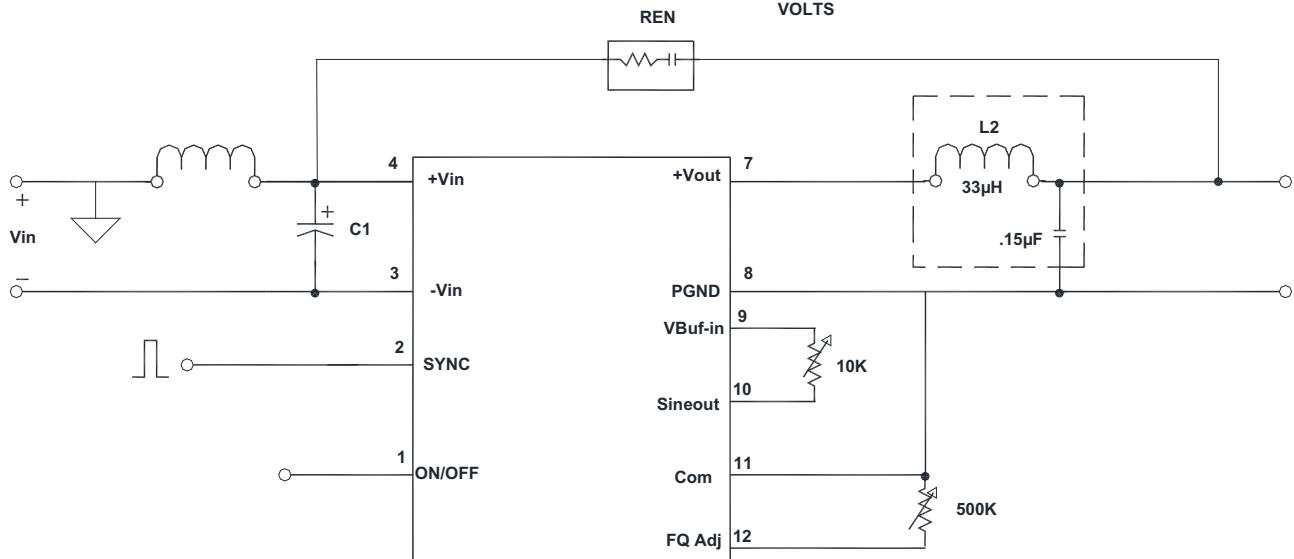 VOLTS
REN
L2
33µH
.15µF
4
+Vin
7
+Vout
+
Vin
−
+
C1
3
-Vin
8
PGND
9
VBuf-in
10K
2
SYNC
10
Sineout
1
ON/OFF
11
Com
500K
12
FQ Adj